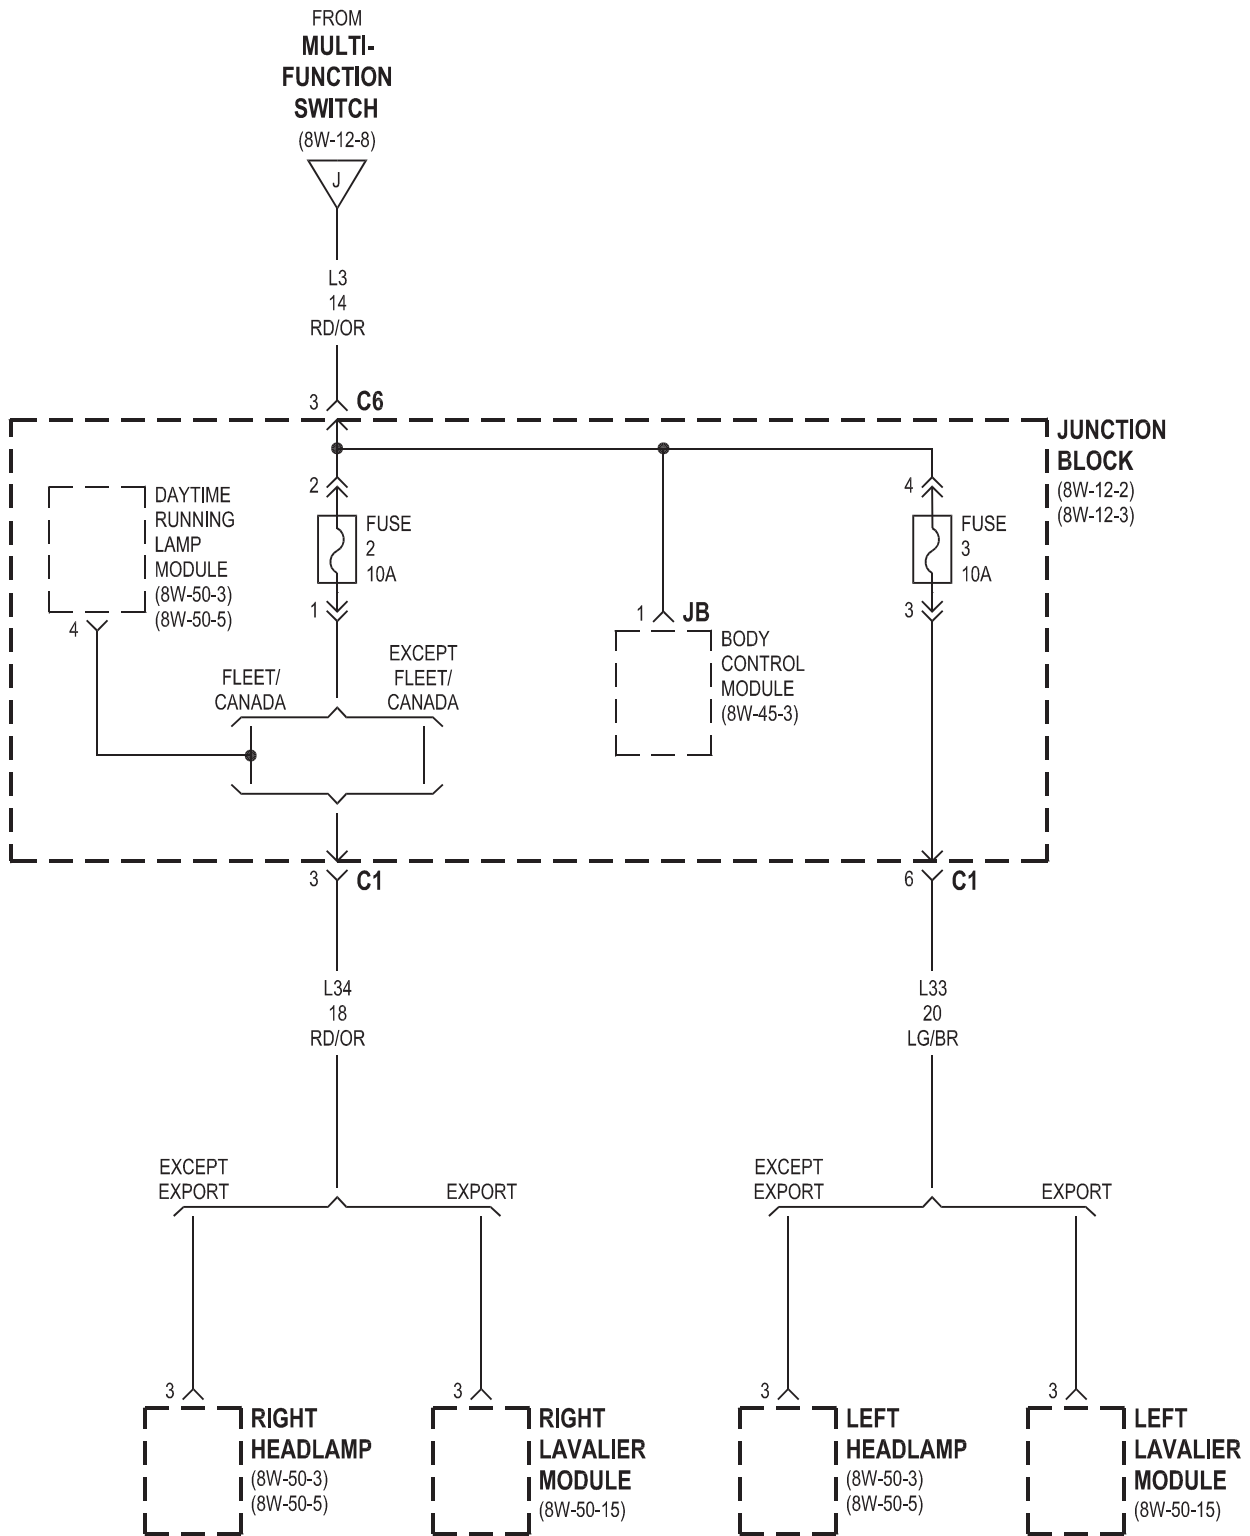 FROM
MULTI-
FUNCTION
SWITCH
(8W-12-8)
J
L3
14
RD/OR
3 C6
JUNCTION
BLOCK
(8W-12-2)
(8W-12-3)
DAYTIME
RUNNING
LAMP
MODULE
(8W-50-3)
(8W-50-5)
4
2
FUSE
2
10A
1
4
FUSE
3
10A
3
1 JB
BODY
CONTROL
MODULE
(8W-45-3)
FLEET/
CANADA
EXCEPT
FLEET/
CANADA
3 C1
6 C1
L34
18
RD/OR
L33
20
LG/BR
EXCEPT
EXPORT
EXPORT
EXCEPT
EXPORT
EXPORT
3
RIGHT
HEADLAMP
(8W-50-3)
(8W-50-5)
3
RIGHT
LAVALIER
MODULE
(8W-50-15)
3
LEFT
HEADLAMP
(8W-50-3)
(8W-50-5)
3
LEFT
LAVALIER
MODULE
(8W-50-15)